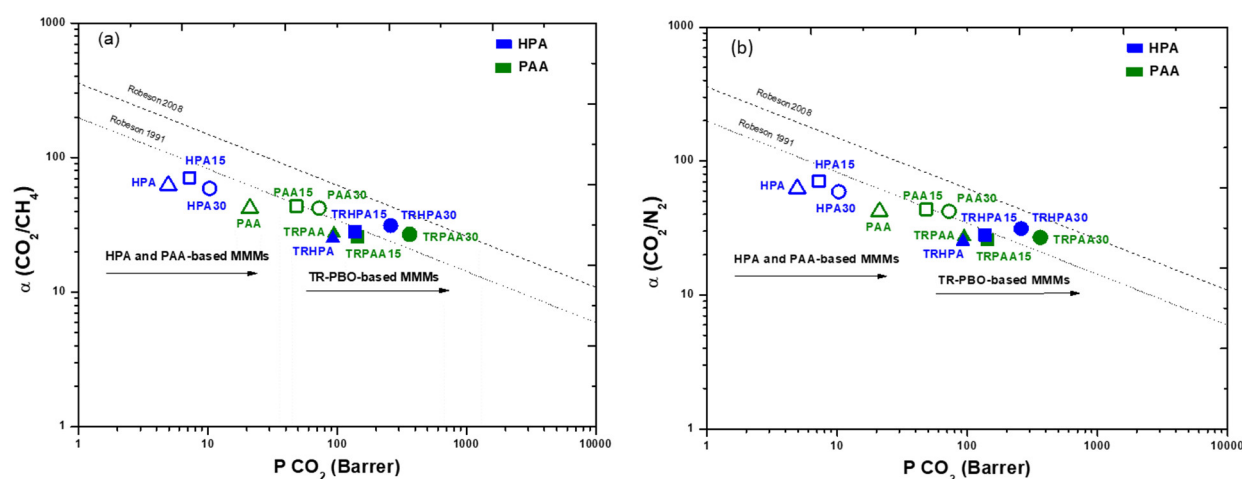 (a)
HPA
PAA
Robeson 2008
Robeson 1991
HPA15
HPA
HPA30
PAA15
PAA30
PAA
TRHPA15
TRHPA30
TRPAA
TRHPA
TRPAA15
TRPAA30
HPA and PAA-based MMMs
TR-PBO-based MMMs
1000
100
10
1
α (CO₂/CH₄)
1 10 100 1000 10000
P CO₂ (Barrer)
(b)
HPA
PAA
Robeson 2008
Robeson 1991
HPA15
HPA
HPA30
PAA15
PAA30
PAA
TRHPA15
TRHPA30
TRPAA
TRHPA
TRPAA15
TRPAA30
HPA and PAA-based MMMs
TR-PBO-based MMMs
1000
100
10
1
α (CO₂/N₂)
1 10 100 1000 10000
P CO₂ (Barrer)